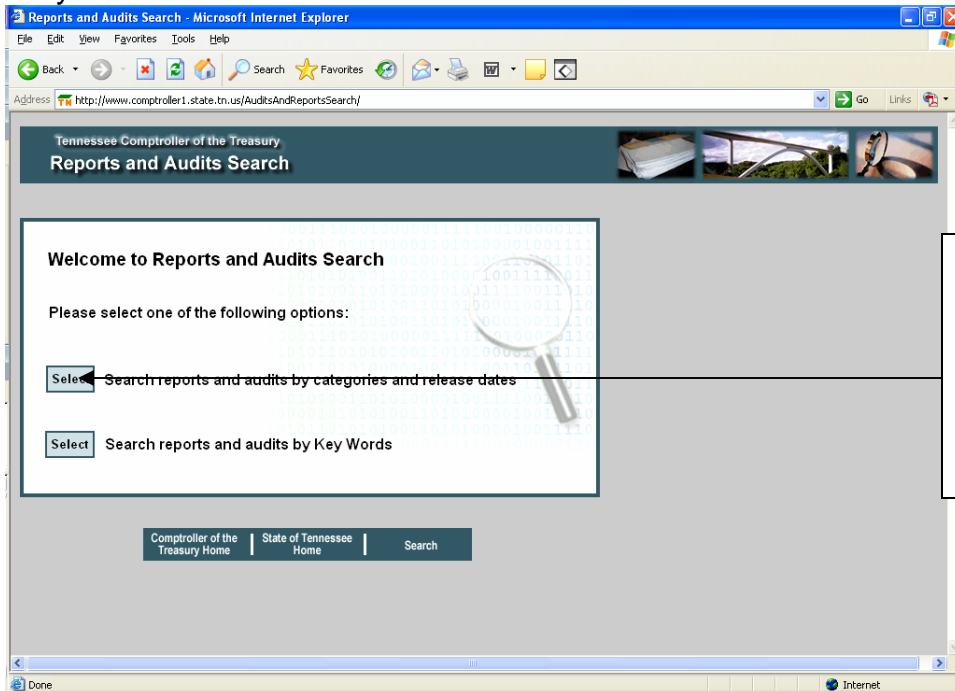 Reports and Audits Search - Microsoft Internet Explorer
File Edit View Favorites Tools Help
Back Search Favorites
Address http://www.comptroller1.state.tn.us/AuditsAndReportsSearch/ Go Links
Tennessee Comptroller of the Treasury
Reports and Audits Search
Welcome to Reports and Audits Search
Please select one of the following options:
Select Search reports and audits by categories and release dates
Select Search reports and audits by Key Words
Comptroller of the Treasury Home State of Tennessee Home Search
Done Internet